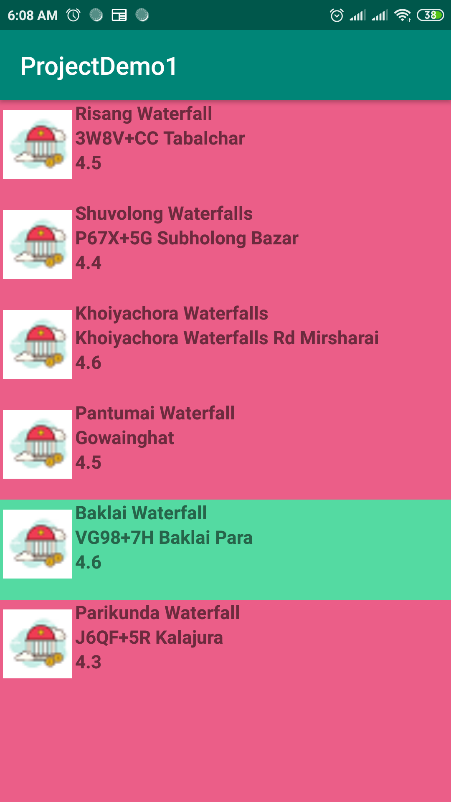 6:08 AM 38
ProjectDemo1
Risang Waterfall
3W8V+CC Tabalchar
4.5
Shuvolong Waterfalls
P67X+5G Subholong Bazar
4.4
Khoiyachora Waterfalls
Khoiyachora Waterfalls Rd Mirsharai
4.6
Pantumai Waterfall
Gowainghat
4.5
Baklai Waterfall
VG98+7H Baklai Para
4.6
Parikunda Waterfall
J6QF+5R Kalajura
4.3